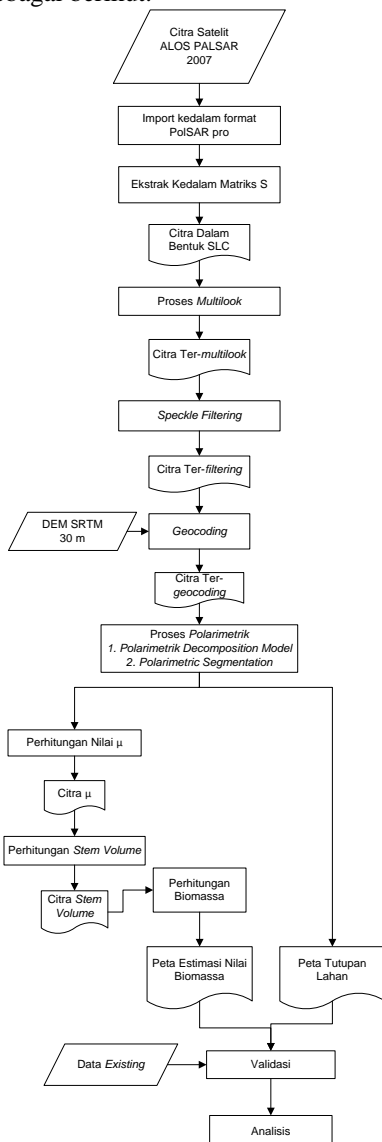 bagai berikut:
Citra Satelit
ALOS PALSAR
2007
Import kedalam format
PolSAR pro
Ekstrak Kedalam Matriks S
Citra Dalam
Bentuk SLC
Proses Multilook
Citra Ter-multilook
Speckle Filtering
Citra Ter-filtering
DEM SRTM
30 m
Geocoding
Citra Ter-
geocoding
Proses Polarimetrik
1. Polarimetrik Decomposition Model
2. Polarimetric Segmentation
Perhitungan Nilai µ
Citra µ
Perhitungan Stem Volume
Citra Stem
Volume
Perhitungan
Biomassa
Peta Estimasi Nilai
Biomassa
Peta Tutupan
Lahan
Data Existing
Validasi
Analisis